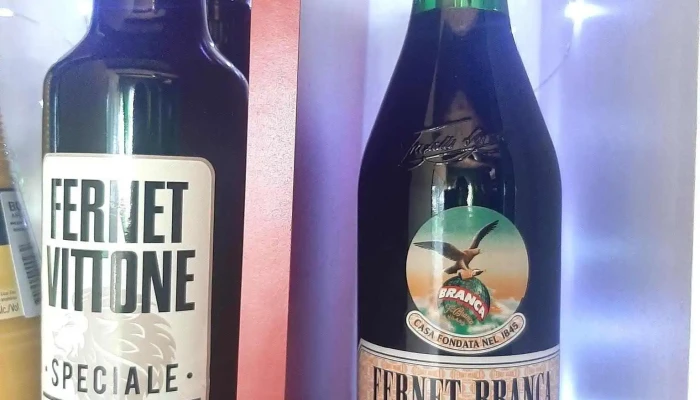 FERNET
VITTONE
·SPECIALE·
BRANCA
CASA FONDATA NEL 1845
FERNET-BRANCA